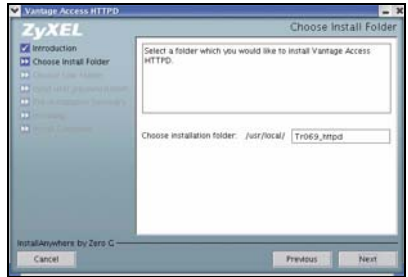 Vantage Access HTTPD
ZyXEL
Choose Install Folder
Introduction
Choose Install Folder
Select a folder which you would like to install Vantage Access
HTTPD.
Choose installation folder: /usr/local/ Tr069_httpd
InstallAnywhere by Zero G
Cancel
Previous
Next